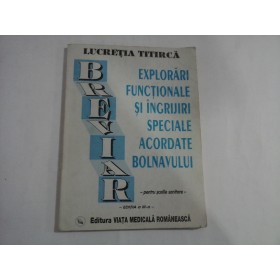 LUCREȚIA TITIRCĂ
BREVIAR
EXPLORĂRI
FUNCȚIONALE
ȘI ÎNGRIJIRI
SPECIALE
ACORDATE
BOLNAVULUI
- pentru școlile sanitare -
Editura VIAȚA MEDICALĂ ROMÂNEASCĂ